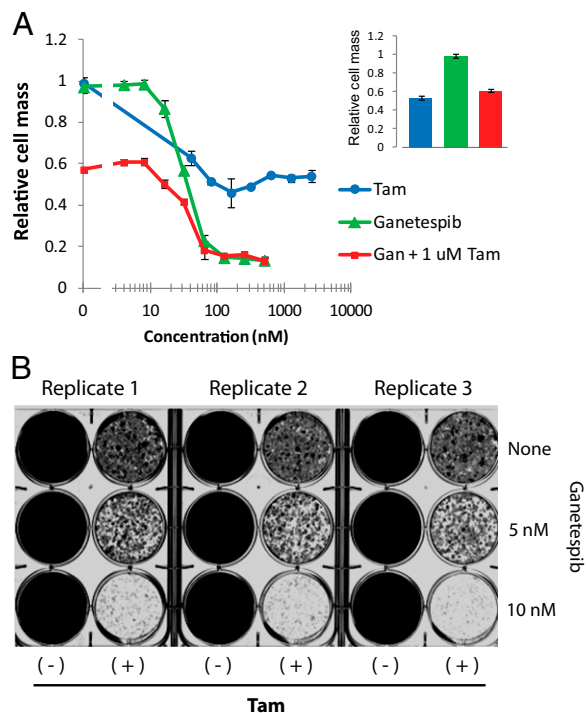 A
Relative cell mass
1.2
1
0.8
0.6
0.4
0.2
0
0
10
100
1000
10000
Concentration (nM)
Relative cell mass
1.2
1
0.8
0.6
0.4
0.2
0
Tam
Ganetespib
Gan + 1 uM Tam
B
Replicate 1
Replicate 2
Replicate 3
None
5 nM
10 nM
Ganetespib
( - ) ( + ) ( - ) ( + ) ( - ) ( + )
Tam